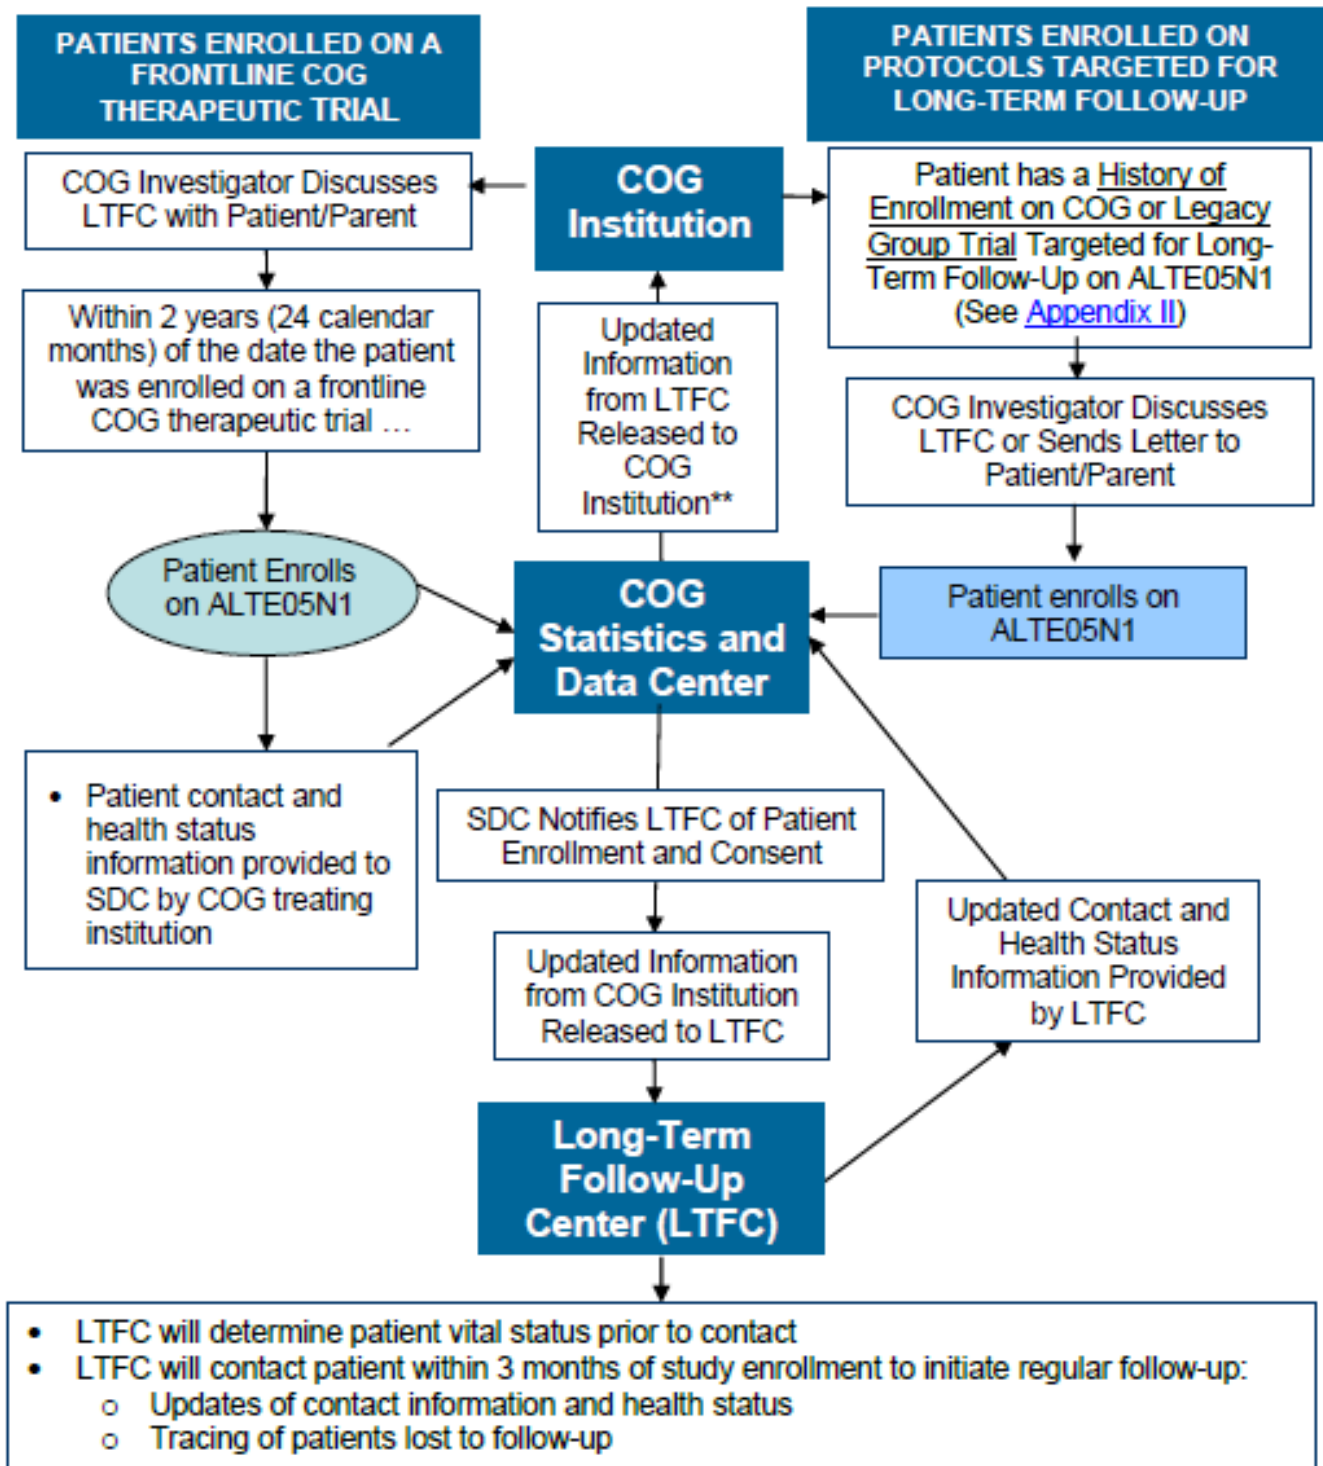 PATIENTS ENROLLED ON A
FRONTLINE COG
THERAPEUTIC TRIAL
PATIENTS ENROLLED ON
PROTOCOLS TARGETED FOR
LONG-TERM FOLLOW-UP
COG Investigator Discusses
LTFC with Patient/Parent
COG
Institution
Patient has a History of
Enrollment on COG or Legacy
Group Trial Targeted for Long-
Term Follow-Up on ALTE05N1
(See Appendix II)
Within 2 years (24 calendar
months) of the date the patient
was enrolled on a frontline
COG therapeutic trial …
Updated
Information
from LTFC
Released to
COG
Institution**
COG Investigator Discusses
LTFC or Sends Letter to
Patient/Parent
Patient Enrolls
on ALTE05N1
COG
Statistics and
Data Center
Patient enrolls on
ALTE05N1
• Patient contact and
health status
information provided to
SDC by COG treating
institution
SDC Notifies LTFC of Patient
Enrollment and Consent
Updated Information
from COG Institution
Released to LTFC
Updated Contact and
Health Status
Information Provided
by LTFC
Long-Term
Follow-Up
Center (LTFC)
• LTFC will determine patient vital status prior to contact
• LTFC will contact patient within 3 months of study enrollment to initiate regular follow-up:
o Updates of contact information and health status
o Tracing of patients lost to follow-up